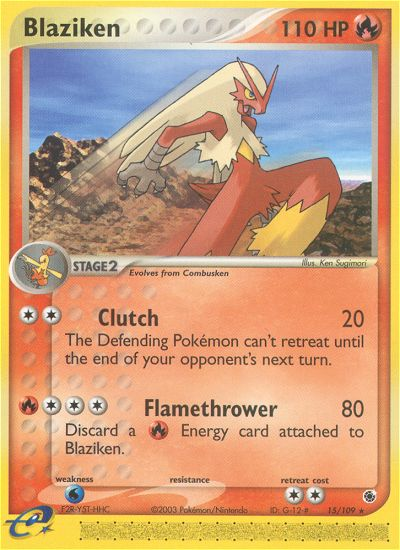 Blaziken 110 HP
STAGE2
Evolves from Combusken
Illus. Ken Sugimori
Clutch 20
The Defending Pokémon can't retreat until
the end of your opponent's next turn.
Flamethrower 80
Discard a Energy card attached to
Blaziken.
weakness resistance retreat cost
F2R-Y5T-HHC ©2003 Pokémon/Nintendo ID: G-12-# 15/109 ★
e